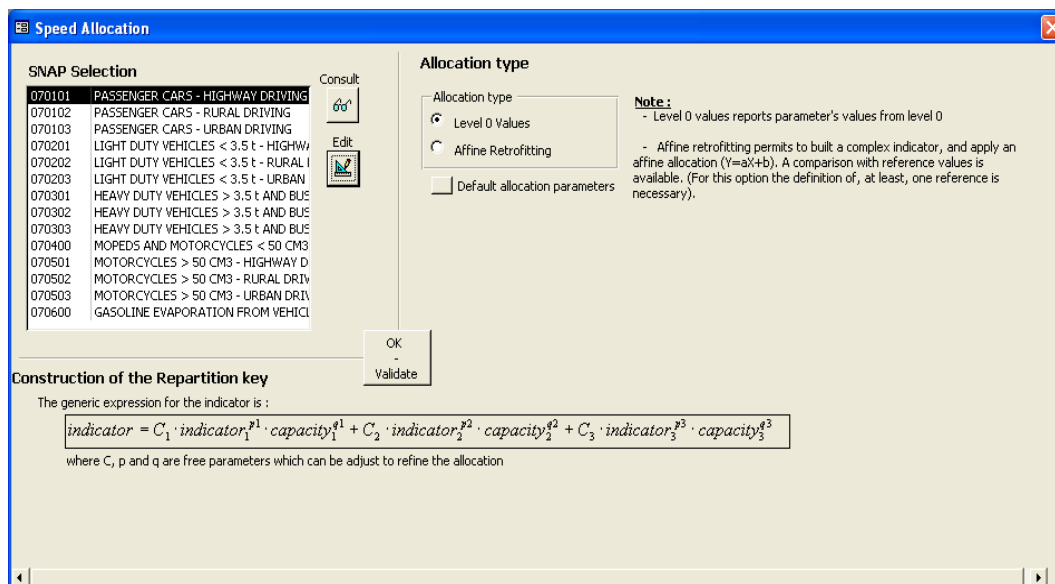 Speed Allocation
SNAP Selection
070101 PASSENGER CARS - HIGHWAY DRIVING
070102 PASSENGER CARS - RURAL DRIVING
070103 PASSENGER CARS - URBAN DRIVING
070201 LIGHT DUTY VEHICLES < 3.5 t - HIGHWA
070202 LIGHT DUTY VEHICLES < 3.5 t - RURAL
070203 LIGHT DUTY VEHICLES < 3.5 t - URBAN
070301 HEAVY DUTY VEHICLES > 3.5 t AND BUS
070302 HEAVY DUTY VEHICLES > 3.5 t AND BUS
070303 HEAVY DUTY VEHICLES > 3.5 t AND BUS
070400 MOPEDS AND MOTORCYCLES < 50 CM3
070501 MOTORCYCLES > 50 CM3 - HIGHWAY D
070502 MOTORCYCLES > 50 CM3 - RURAL DRIV
070503 MOTORCYCLES > 50 CM3 - URBAN DRIV
070600 GASOLINE EVAPORATION FROM VEHICL
Consult
Edit
OK
-
Validate
Allocation type
Allocation type
Level 0 Values
Affine Retrofitting
Default allocation parameters
Note :
- Level 0 values reports parameter's values from level 0
- Affine retrofitting permits to built a complex indicator, and apply an
affine allocation (Y=aX+b). A comparison with reference values is
available. (For this option the definition of, at least, one reference is
necessary).
Construction of the Repartition key
The generic expression for the indicator is :
indicator = C₁·indicator₁^p1·capacity₁^q1 + C₂·indicator₂^p2·capacity₂^q2 + C₃·indicator₃^p3·capacity₃^q3
where C, p and q are free parameters which can be adjust to refine the allocation